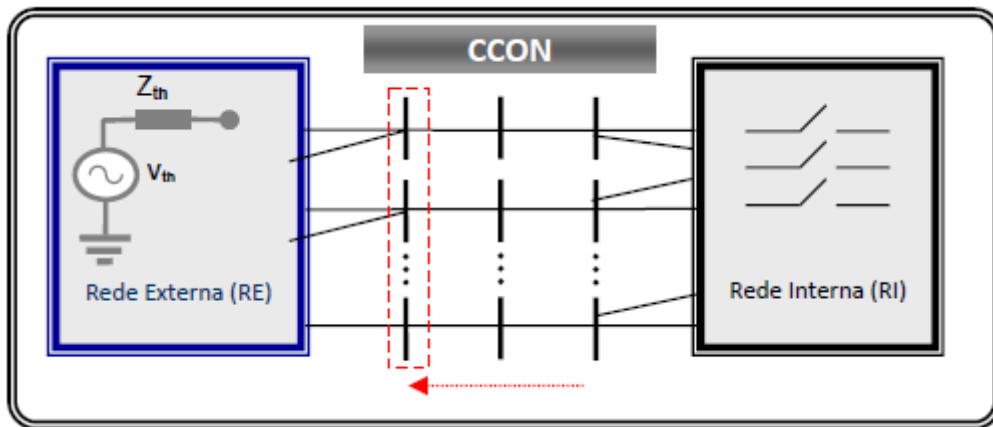 CCON
Zth
Vth
Rede Externa (RE)
Rede Interna (RI)